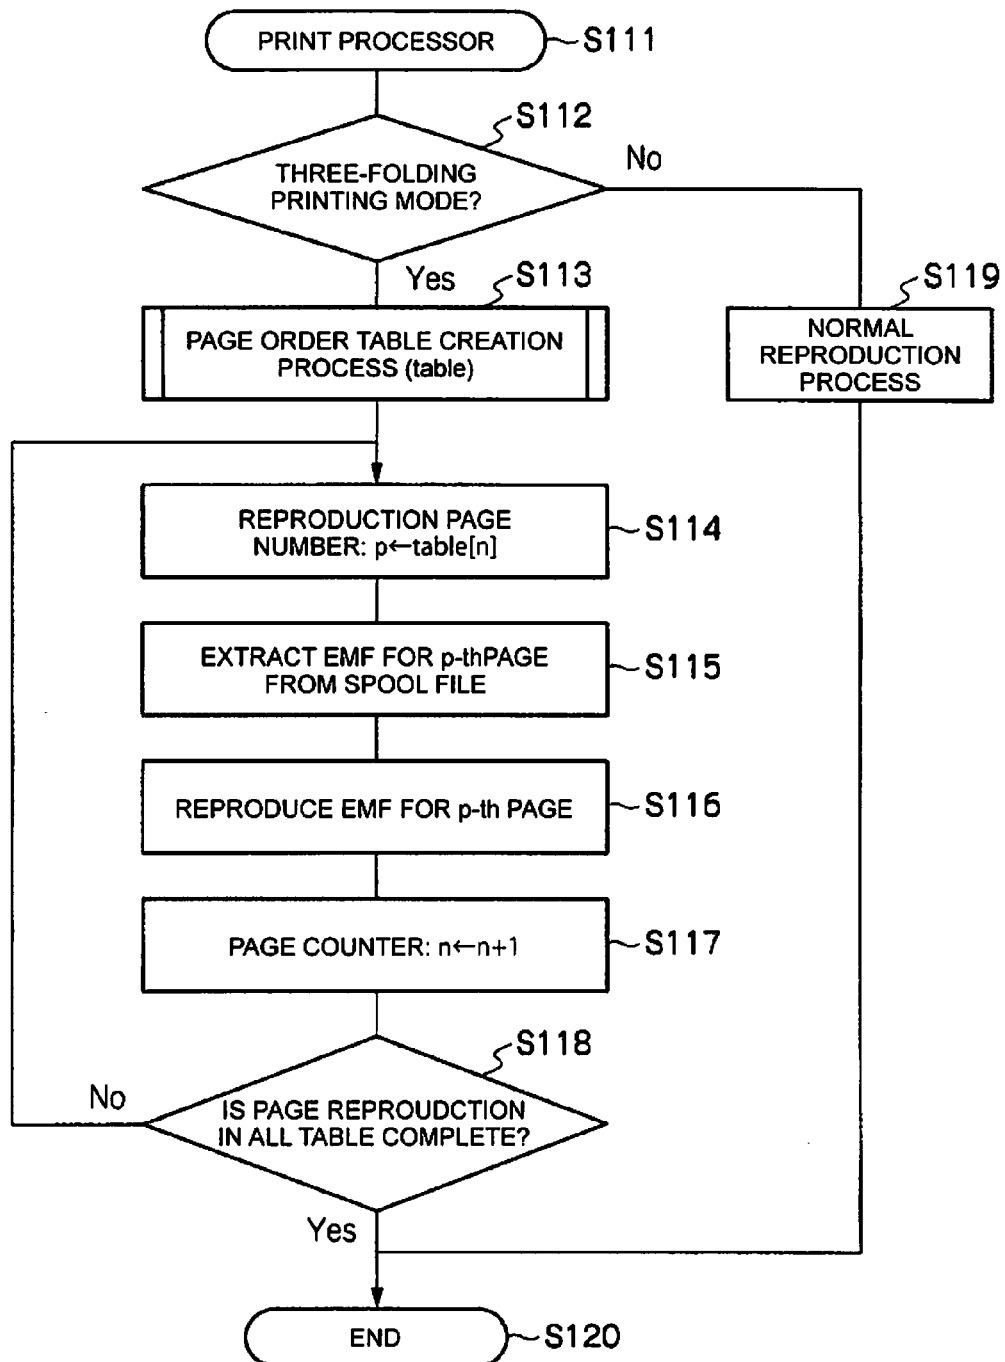 PRINT PROCESSOR
S111
S112
THREE-FOLDING
PRINTING MODE?
No
Yes
S113
PAGE ORDER TABLE CREATION
PROCESS (table)
S119
NORMAL
REPRODUCTION
PROCESS
REPRODUCTION PAGE
NUMBER: p←table[n]
S114
EXTRACT EMF FOR p-thPAGE
FROM SPOOL FILE
S115
REPRODUCE EMF FOR p-th PAGE
S116
PAGE COUNTER: n←n+1
S117
S118
No
IS PAGE REPROUDCTION
IN ALL TABLE COMPLETE?
Yes
END
S120